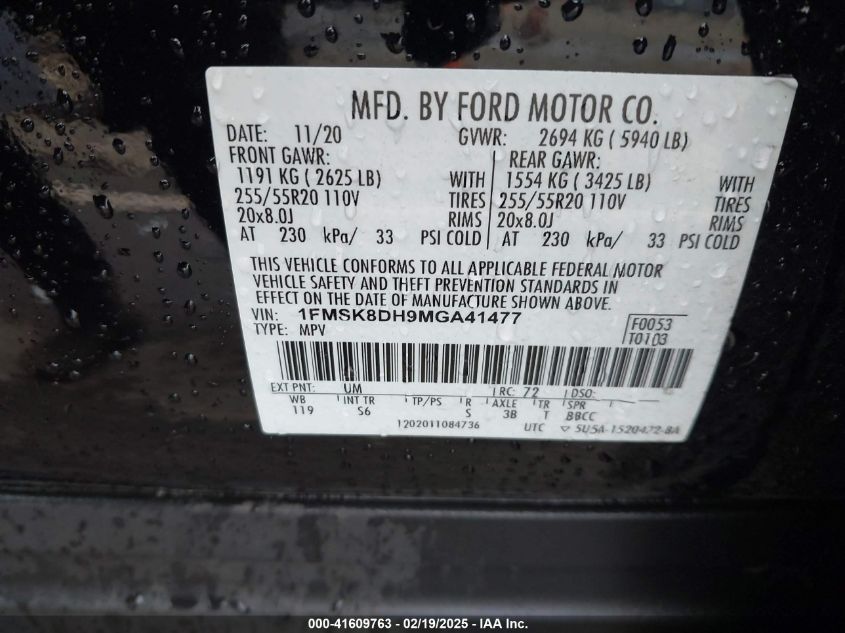 MFD. BY FORD MOTOR CO.
DATE: 11/20 GVWR: 2694 KG ( 5940 LB)
FRONT GAWR: REAR GAWR:
1191 KG ( 2625 LB) WITH 1554 KG ( 3425 LB) WITH
255/55R20 110V TIRES 255/55R20 110V TIRES
20x8.0J RIMS 20x8.0J RIMS
AT 230 kPa/ 33 PSI COLD AT 230 kPa/ 33 PSI COLD
THIS VEHICLE CONFORMS TO ALL APPLICABLE FEDERAL MOTOR
VEHICLE SAFETY AND THEFT PREVENTION STANDARDS IN
EFFECT ON THE DATE OF MANUFACTURE SHOWN ABOVE.
VIN: 1FMSK8DH9MGA41477 F0053
TYPE: MPV T0103
EXT PNT: UM RC: 72 DSO:
WB INT TR TP/PS R AXLE TR SPR
119 S6 S 3B T BBCC
1202011084736 UTC ▽ 5U5A-1520472-BA
000-41609763 - 02/19/2025 - IAA Inc.